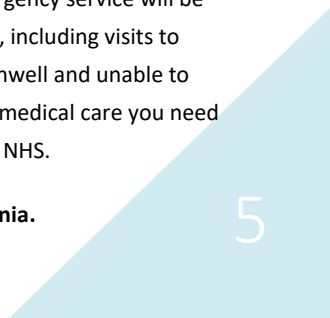 gency service will be
, including visits to
nwell and unable to
medical care you need
NHS.
nia.
5